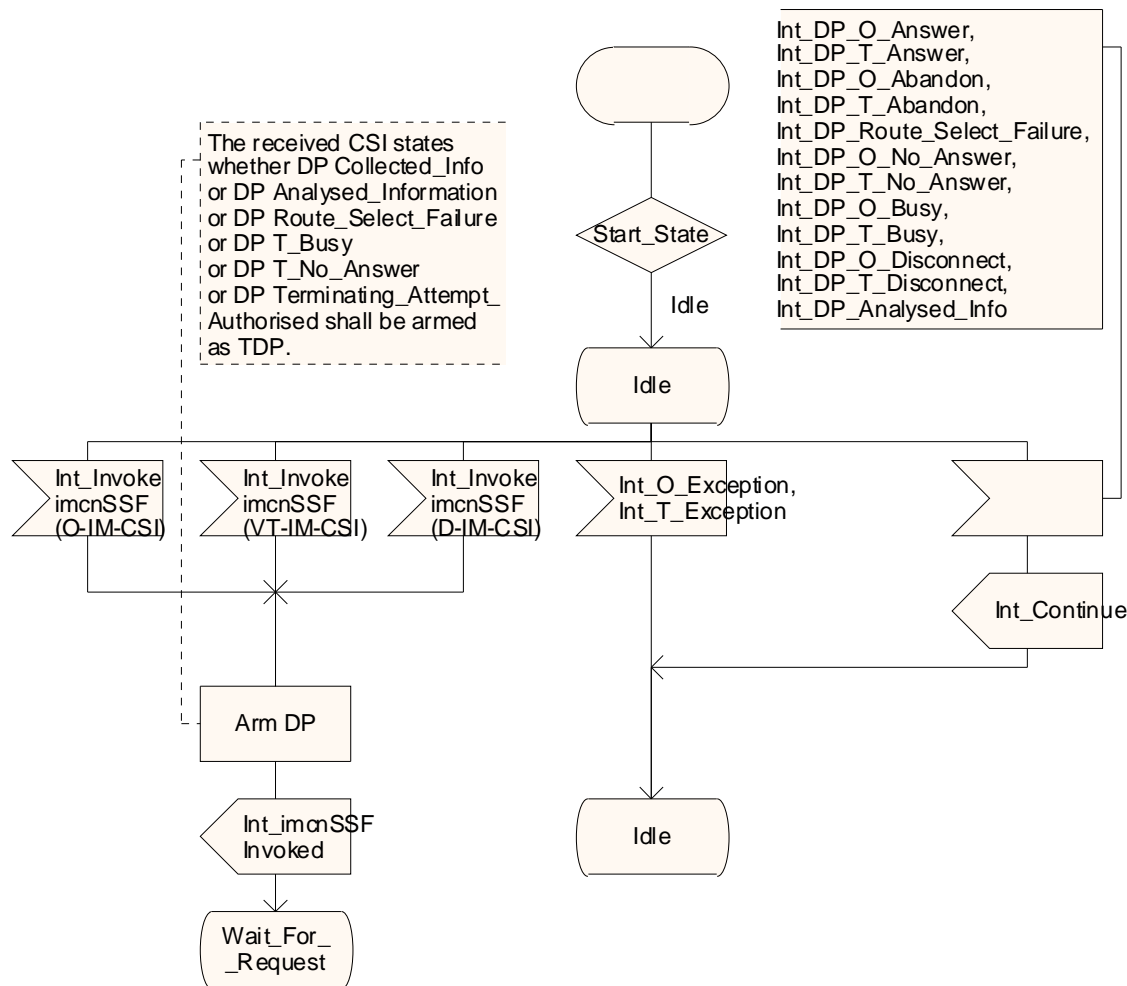 Int_DP_O_Answer,
Int_DP_T_Answer,
Int_DP_O_Abandon,
Int_DP_T_Abandon,
Int_DP_Route_Select_Failure,
Int_DP_O_No_Answer,
Int_DP_T_No_Answer,
Int_DP_O_Busy,
Int_DP_T_Busy,
Int_DP_O_Disconnect,
Int_DP_T_Disconnect,
Int_DP_Analysed_Info
The received CSI states
whether DP Collected_Info
or DP Analysed_Information
or DP Route_Select_Failure
or DP T_Busy
or DP T_No_Answer
or DP Terminating_Attempt_
Authorised shall be armed
as TDP.
Start_State
Idle
Idle
Int_Invoke
imcnSSF
(O-IM-CSI)
Int_Invoke
imcnSSF
(VT-IM-CSI)
Int_Invoke
imcnSSF
(D-IM-CSI)
Int_O_Exception,
Int_T_Exception
Int_Continue
Arm DP
Int_imcnSSF
Invoked
Idle
Wait_For_
_Request